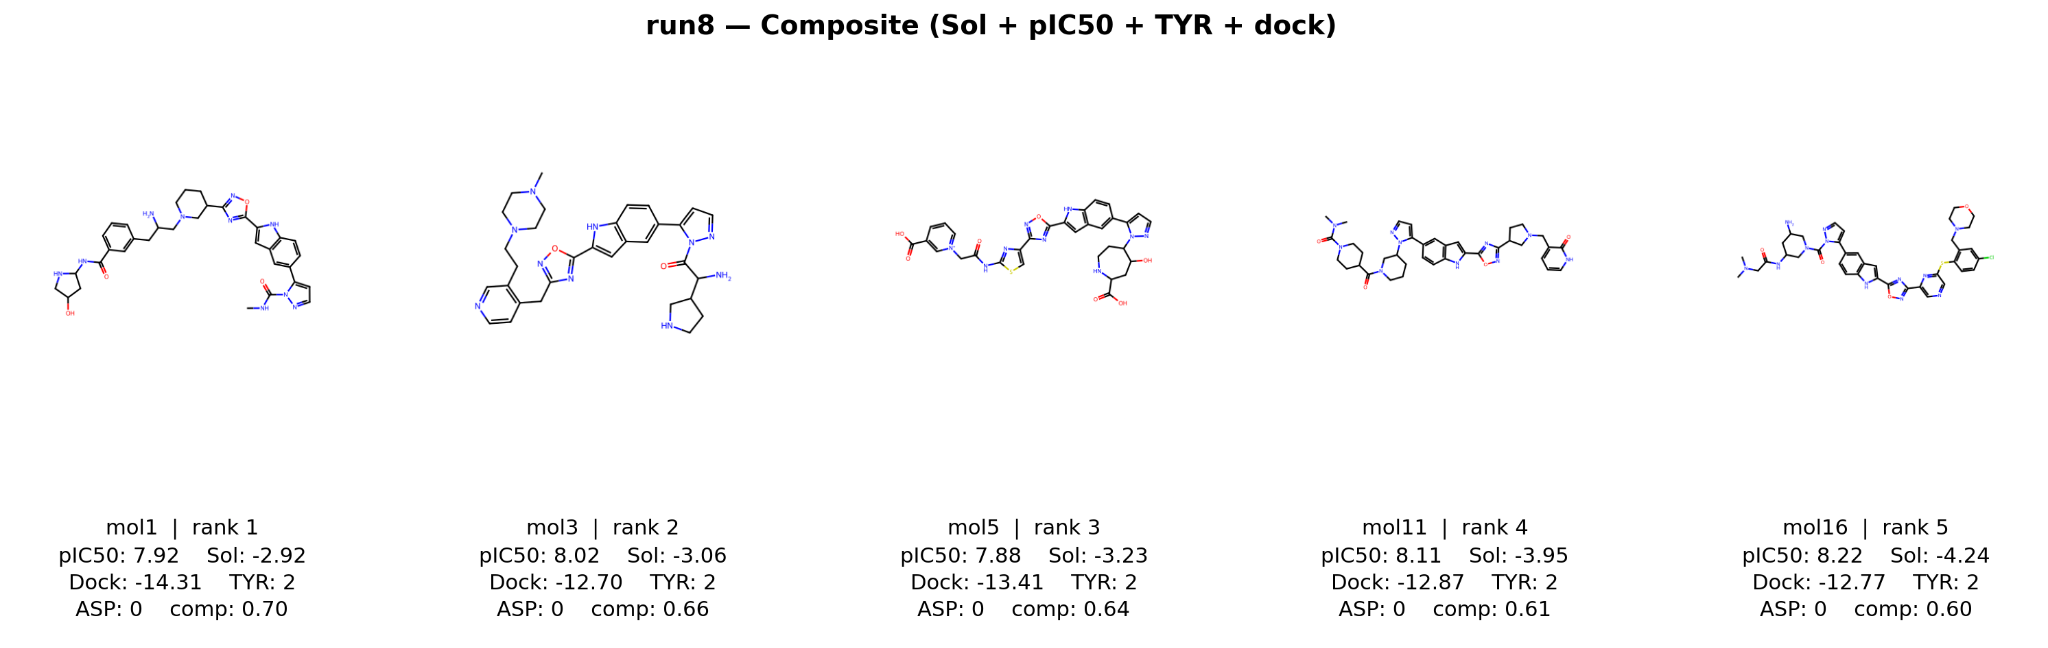 run8 — Composite (Sol + pIC50 + TYR + dock)
mol1 | rank 1
pIC50: 7.92 Sol: -2.92
Dock: -14.31 TYR: 2
ASP: 0 comp: 0.70
mol3 | rank 2
pIC50: 8.02 Sol: -3.06
Dock: -12.70 TYR: 2
ASP: 0 comp: 0.66
mol5 | rank 3
pIC50: 7.88 Sol: -3.23
Dock: -13.41 TYR: 2
ASP: 0 comp: 0.64
mol11 | rank 4
pIC50: 8.11 Sol: -3.95
Dock: -12.87 TYR: 2
ASP: 0 comp: 0.61
mol16 | rank 5
pIC50: 8.22 Sol: -4.24
Dock: -12.77 TYR: 2
ASP: 0 comp: 0.60